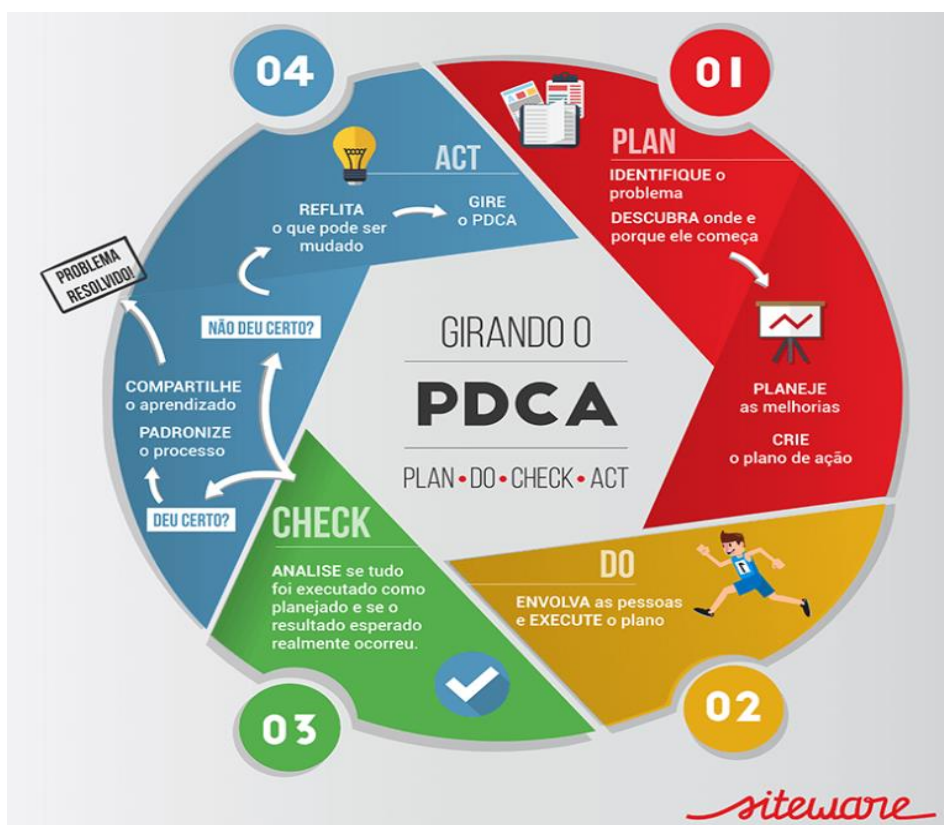 01
PLAN
IDENTIFIQUE o
problema
DESCUBRA onde e
porque ele começa
PLANEJE
as melhorias
CRIE
o plano de ação
02
DO
ENVOLVA as pessoas
e EXECUTE o plano
03
CHECK
ANALISE se tudo
foi executado como
planejado e se o
resultado esperado
realmente ocorreu.
04
ACT
DEU CERTO?
PADRONIZE
o processo
COMPARTILHE
o aprendizado
PROBLEMA
RESOLVIDO!
NÃO DEU CERTO?
REFLITA
o que pode ser
mudado
GIRE
o PDCA
GIRANDO O
PDCA
PLAN•DO•CHECK•ACT
siteware